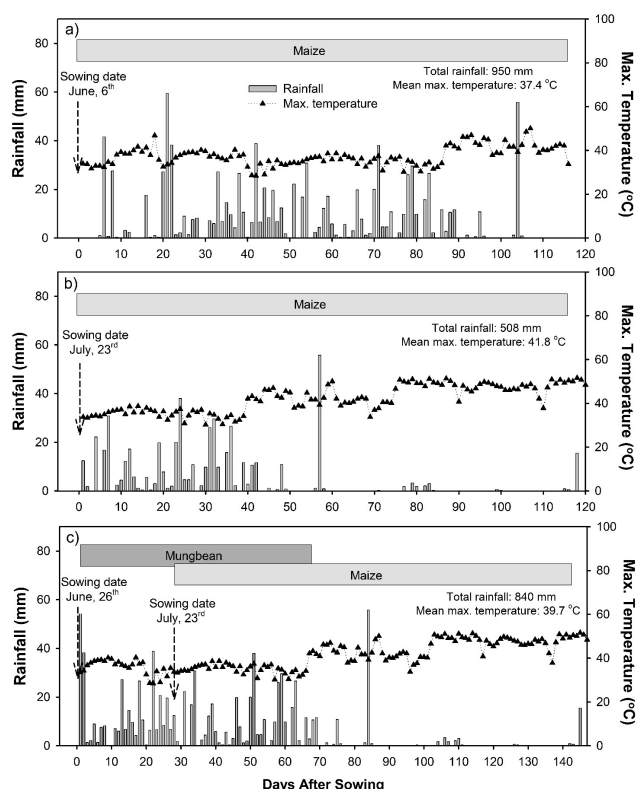 a)
Maize
Sowing date
June, 6th
Total rainfall: 950 mm
Mean max. temperature: 37.4 °C
Rainfall
Max. temperature
Rainfall (mm)
Max. Temperature (°C)
80
60
40
20
0
100
80
60
40
20
0
0 10 20 30 40 50 60 70 80 90 100 110 120
b)
Maize
Sowing date
July, 23rd
Total rainfall: 508 mm
Mean max. temperature: 41.8 °C
Rainfall (mm)
Max. Temperature (°C)
80
60
40
20
0
100
80
60
40
20
0
0 10 20 30 40 50 60 70 80 90 100 110 120
c)
Mungbean
Maize
Sowing date
June, 26th
Sowing date
July, 23rd
Total rainfall: 840 mm
Mean max. temperature: 39.7 °C
Rainfall (mm)
Max. Temperature (°C)
80
60
40
20
0
100
80
60
40
20
0
0 10 20 30 40 50 60 70 80 90 100 110 120 130 140
Days After Sowing